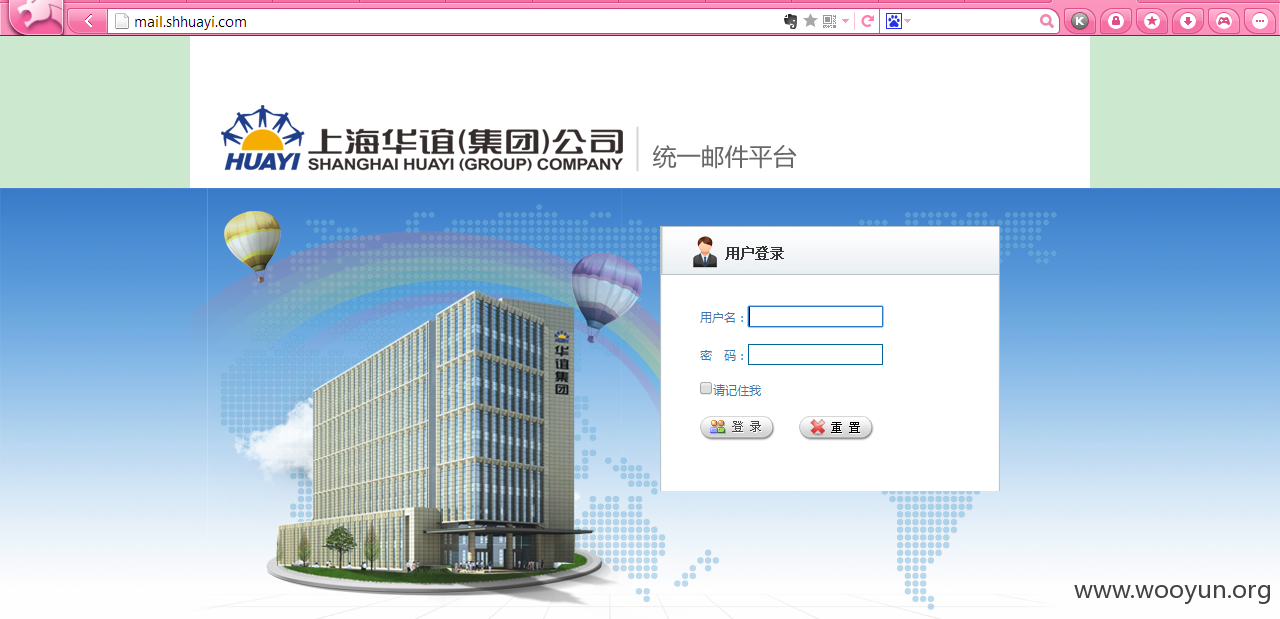 mail.shhuayi.com
上海华谊(集团)公司
HUAYI
SHANGHAI HUAYI (GROUP) COMPANY
统一邮件平台
用户登录
用户名：
密 码：
请记住我
登 录
重 置
华谊集团
www.wooyun.org